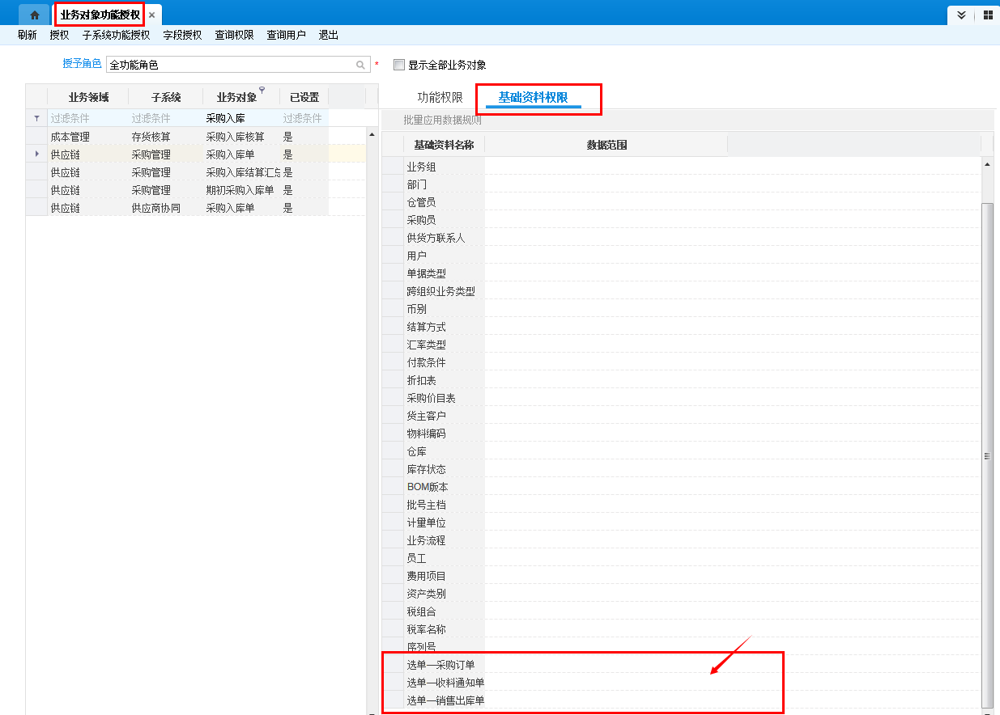 业务对象功能授权
刷新 授权 子系统功能授权 字段授权 查询权限 查询用户 退出
授予角色 全功能角色 * 显示全部业务对象
业务领域 子系统 业务对象 已设置
过滤条件 过滤条件 采购入库 过滤条件
成本管理 存货核算 采购入库核算 是
供应链 采购管理 采购入库单 是
供应链 采购管理 采购入库结算汇总 是
供应链 采购管理 期初采购入库单 是
供应链 供应商协同 采购入库单 是
功能权限 基础资料权限
批量应用数据规则
基础资料名称 数据范围
业务组
部门
仓管员
采购员
供货方联系人
用户
单据类型
跨组织业务类型
币别
结算方式
汇率类型
付款条件
折扣表
采购价目表
货主客户
物料编码
仓库
库存状态
BOM版本
批号主档
计量单位
业务流程
员工
费用项目
资产类别
税组合
税率名称
序列号
选单—采购订单
选单—收料通知单
选单—销售出库单